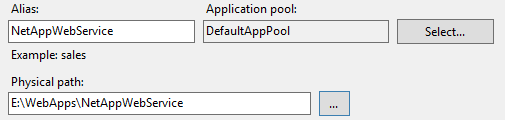 Alias: Application pool:
NetAppWebService DefaultAppPool Select...
Example: sales
Physical path:
E:\WebApps\NetAppWebService ...